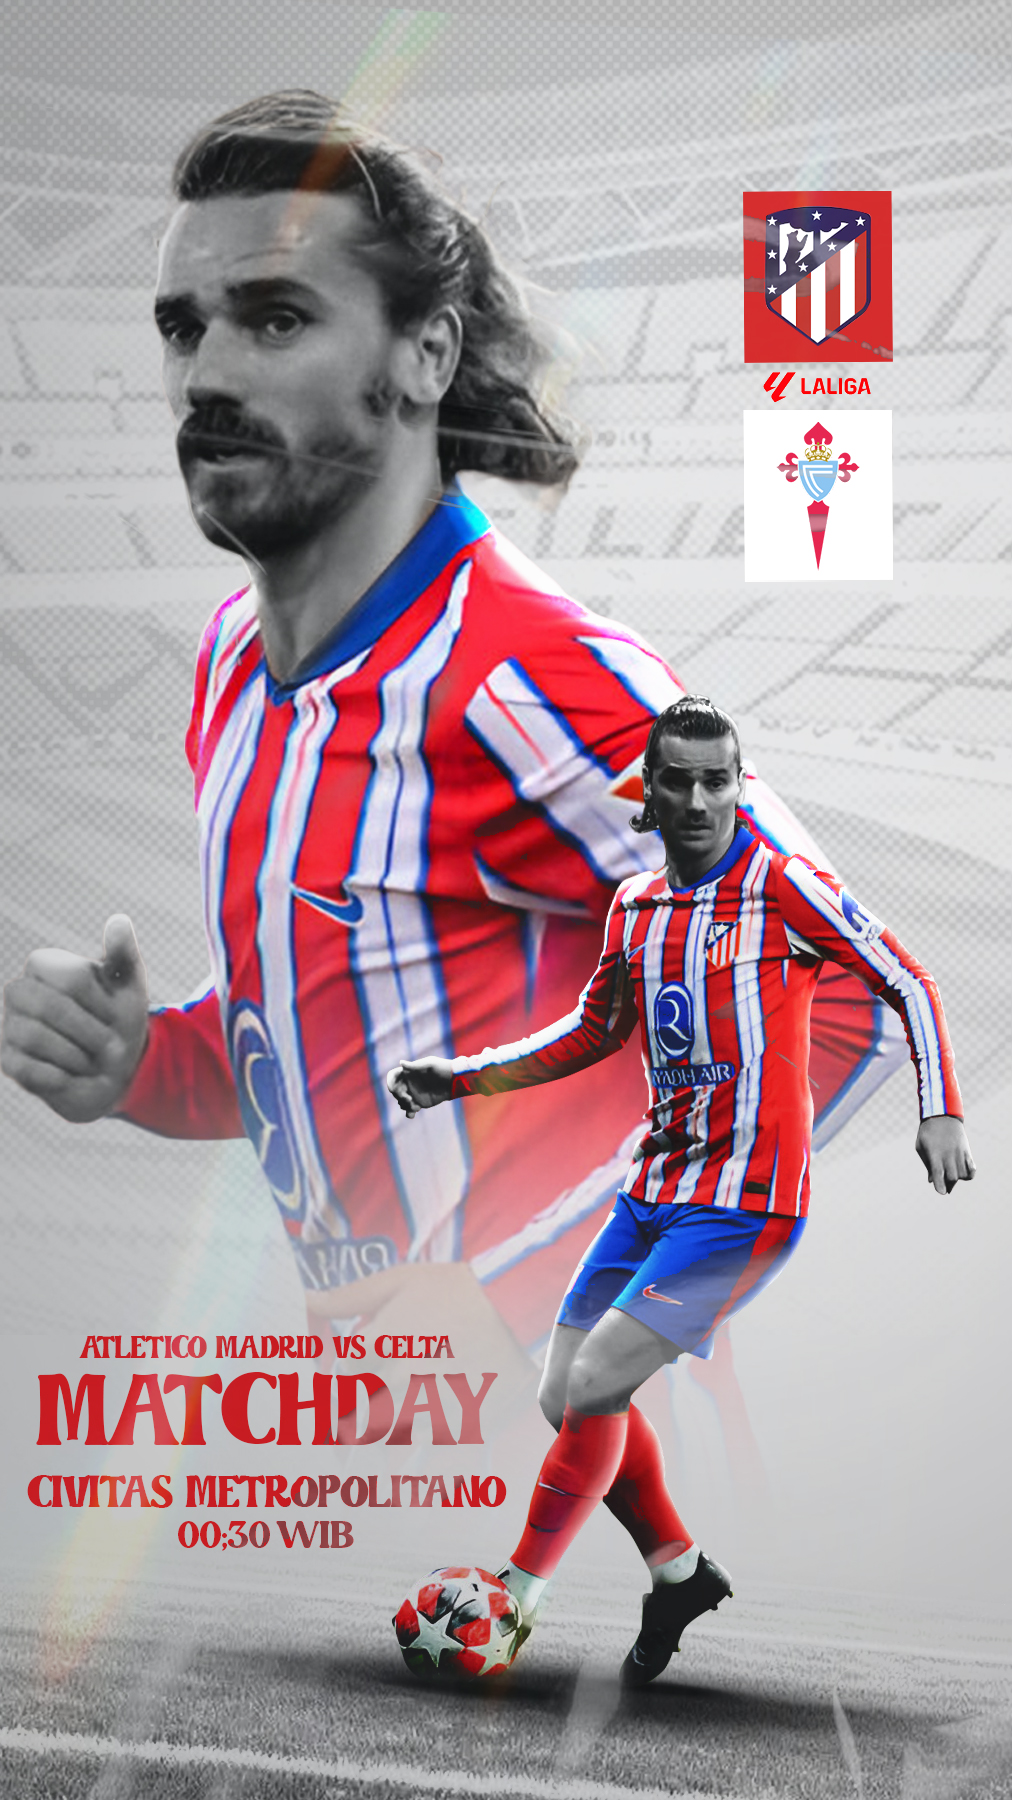 LALIGA
RIYADH AIR
ATLETICO MADRID VS CELTA
MATCHDAY
CIVITAS METROPOLITANO
00;30 WIB